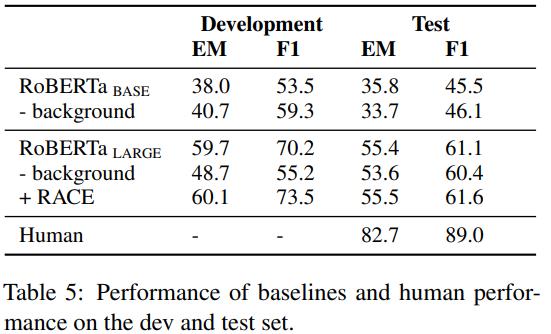 Development Test
EM F1 EM F1
RoBERTa BASE 38.0 53.5 35.8 45.5
- background 40.7 59.3 33.7 46.1
RoBERTa LARGE 59.7 70.2 55.4 61.1
- background 48.7 55.2 53.6 60.4
+ RACE 60.1 73.5 55.5 61.6
Human - - 82.7 89.0
Table 5: Performance of baselines and human perfor-
mance on the dev and test set.